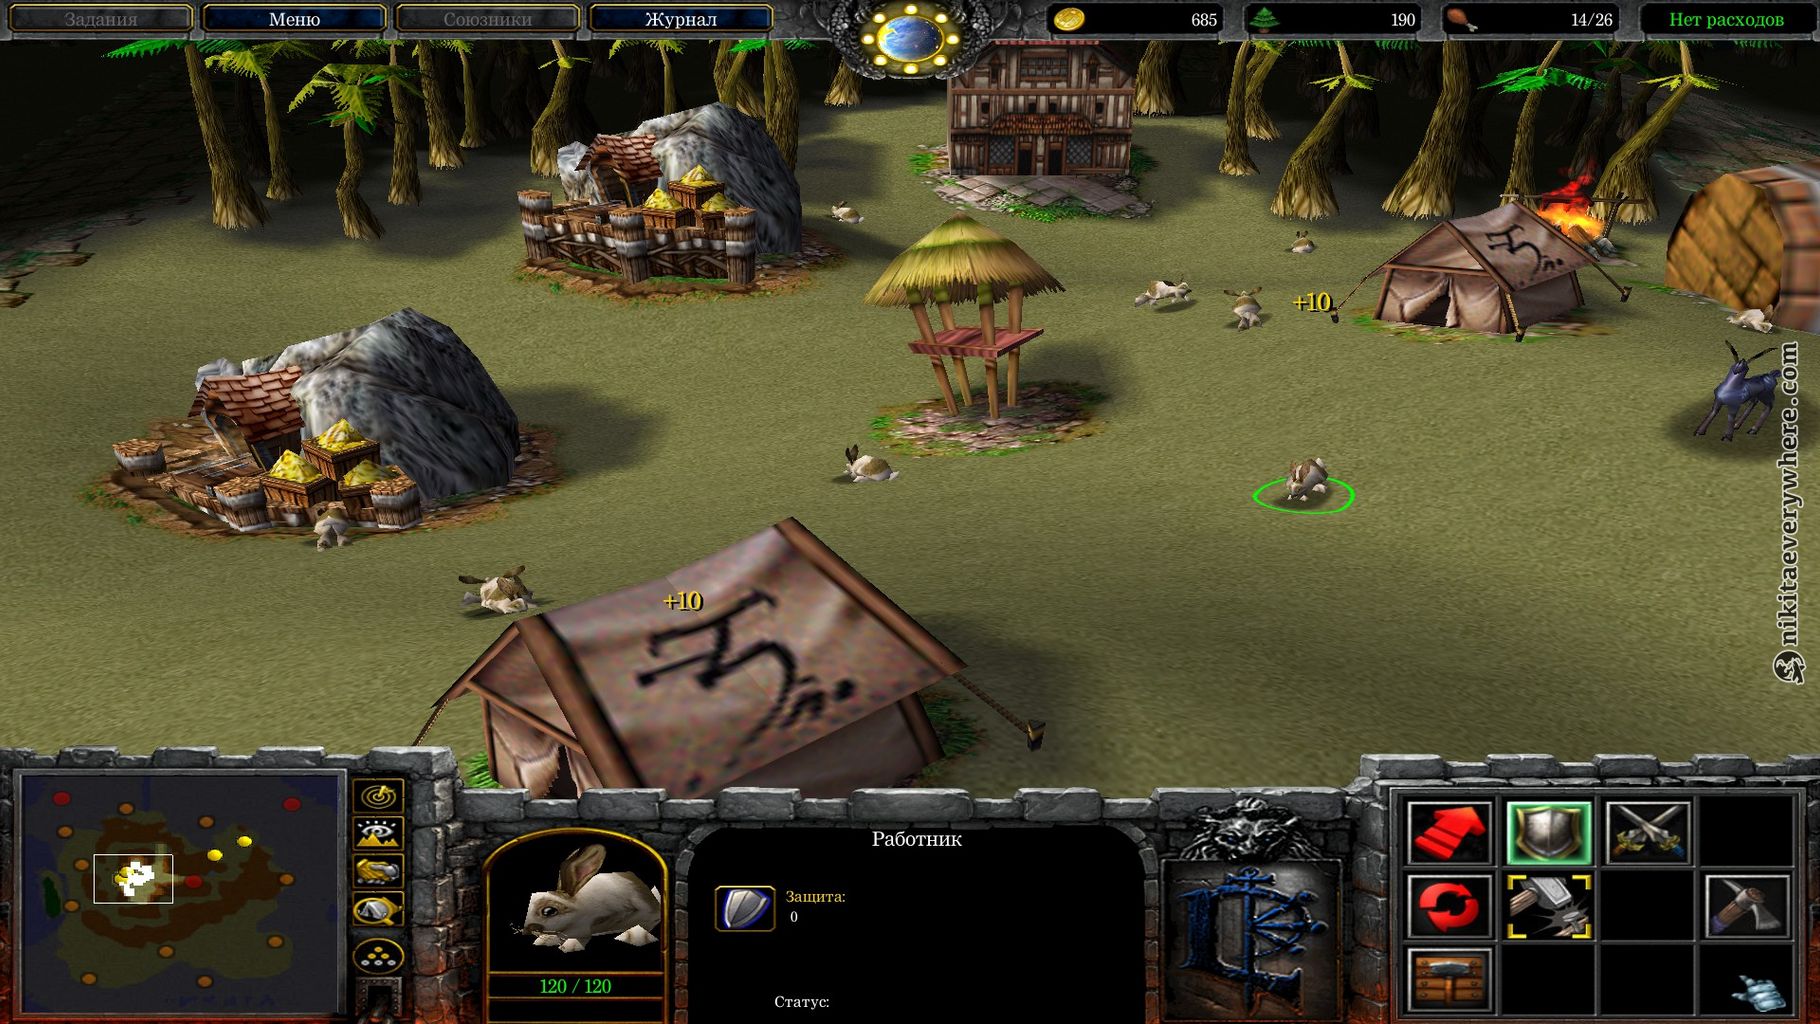 Задания Меню Союзники Журнал 685 190 14/26 Нет расходов
+10
+10
nikitaeverywhere.com
Работник
Защита:
0
120 / 120
Статус: